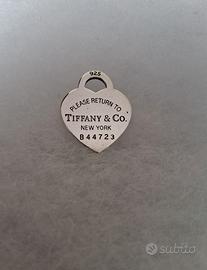 925
PLEASE RETURN TO
TIFFANY & CO.
NEW YORK
844723
subito